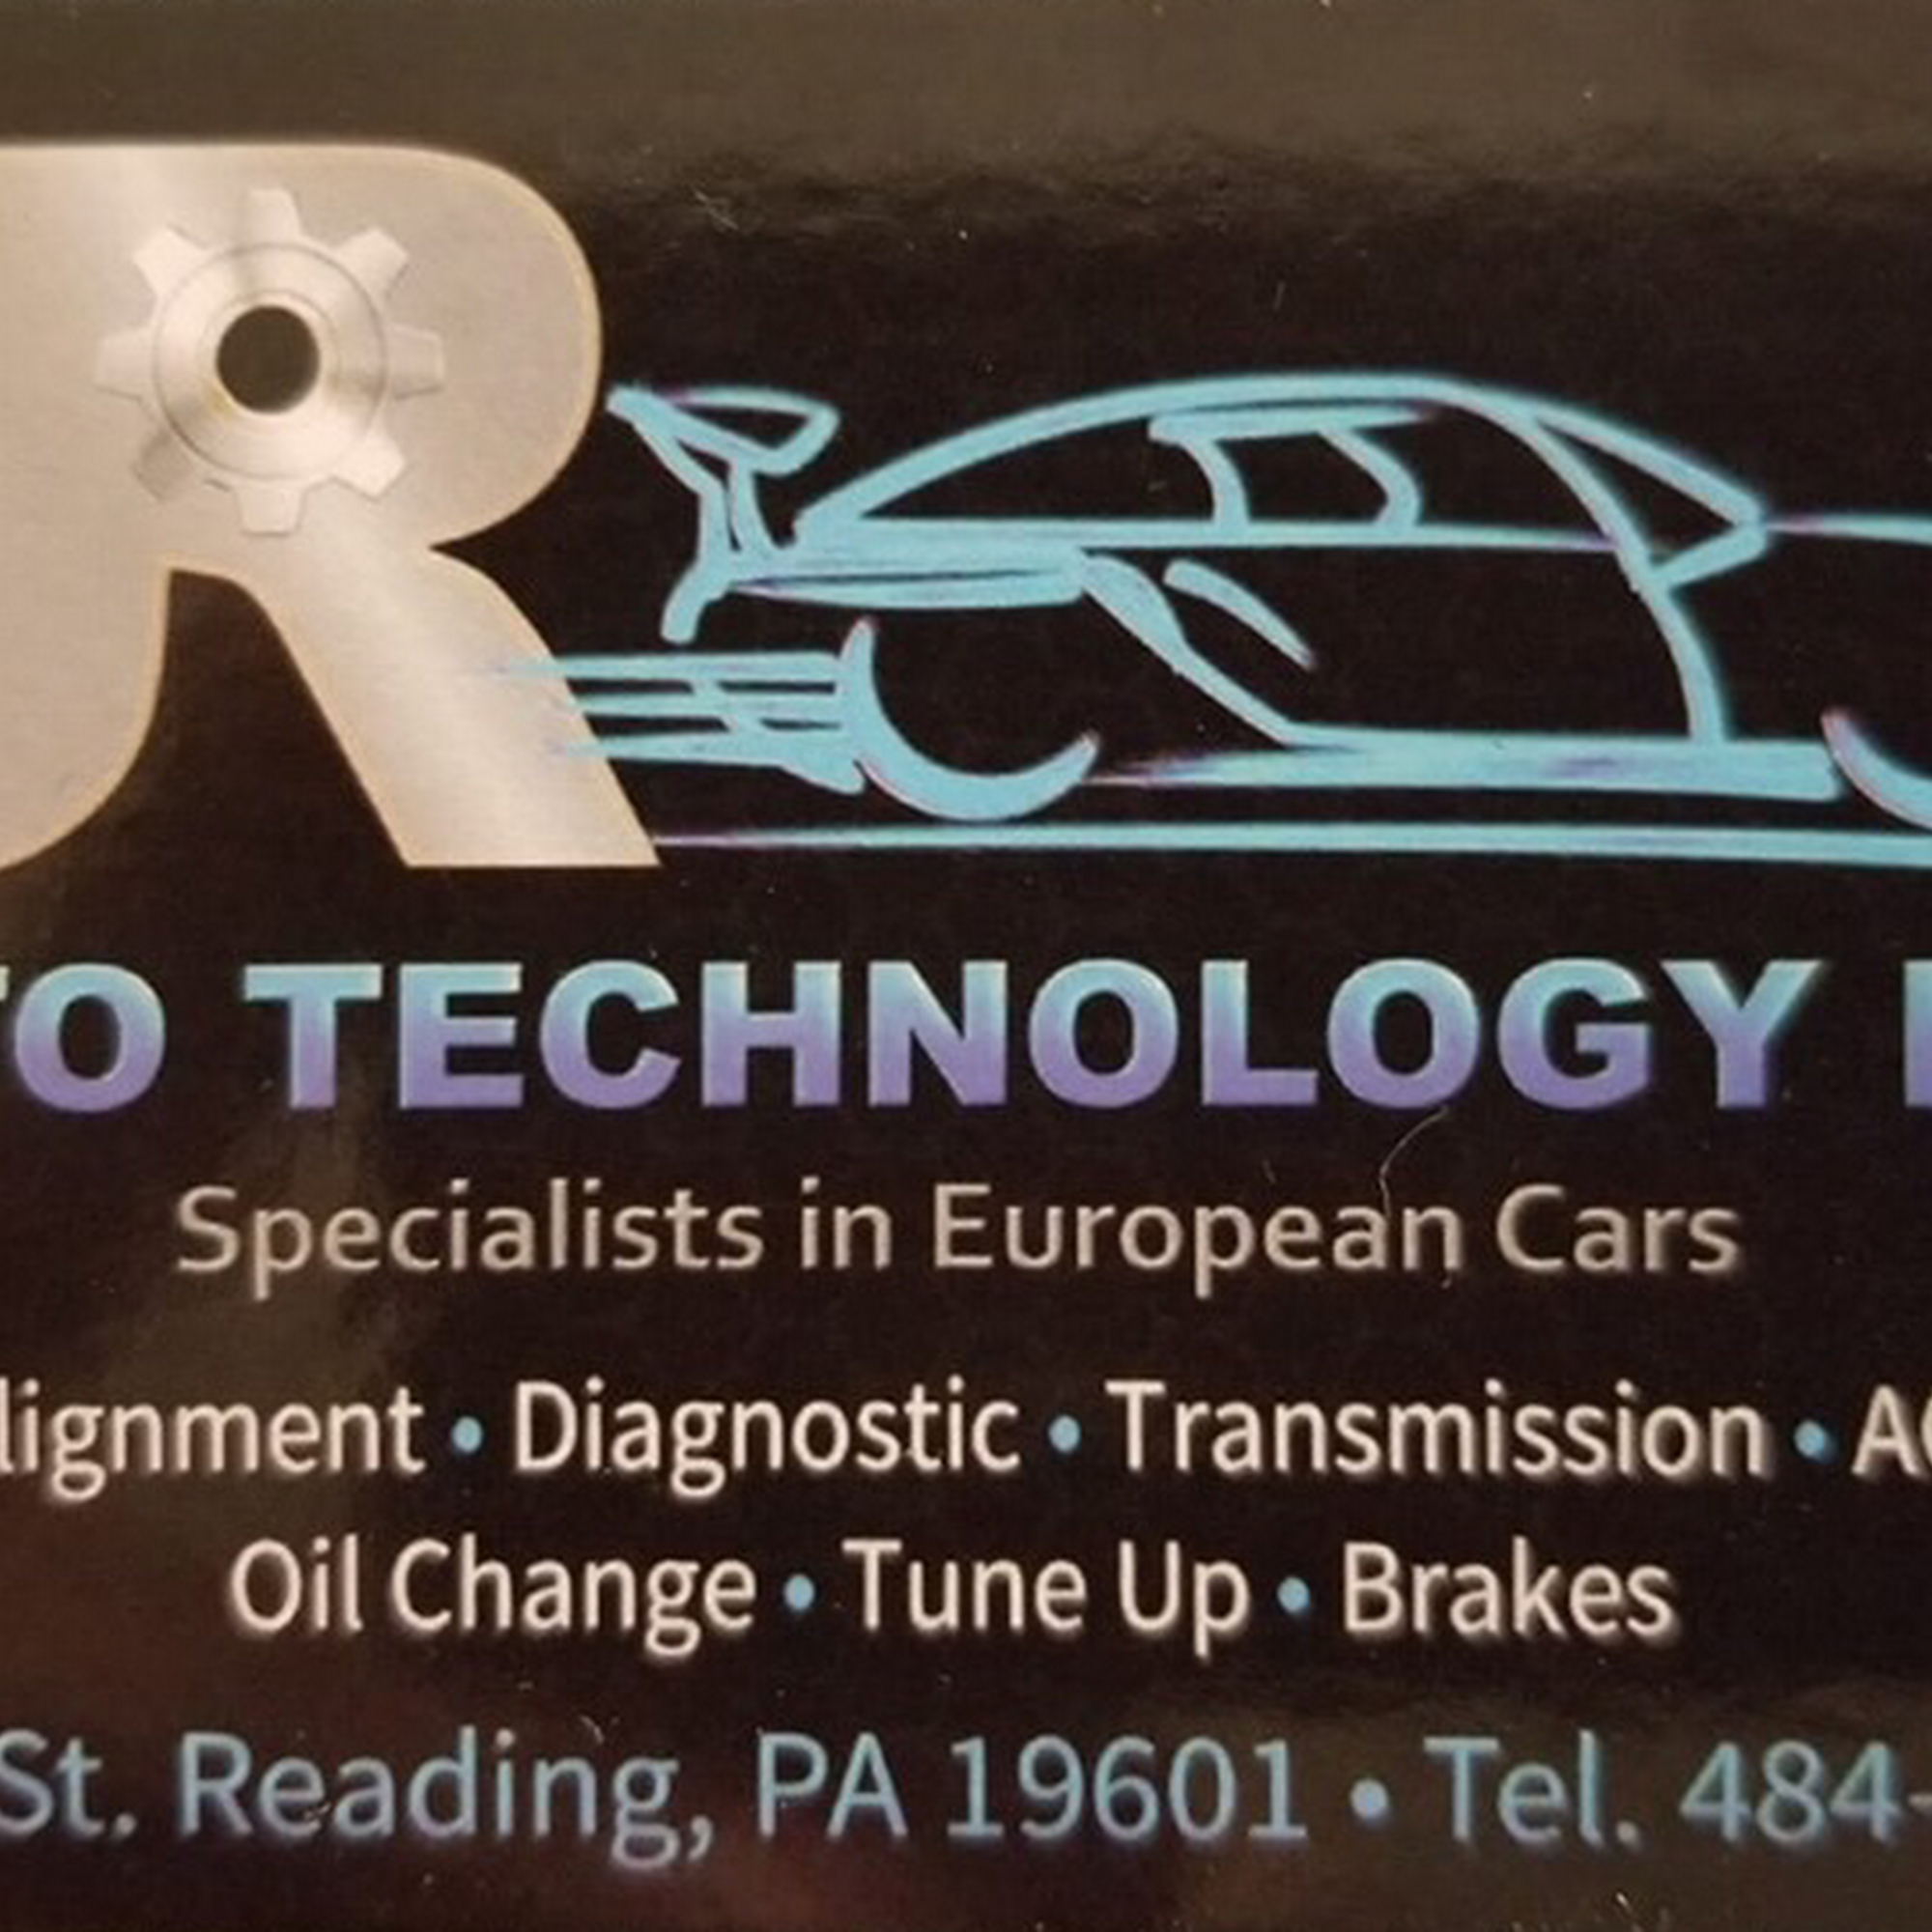 R
TO TECHNOLOGY
Specialists in European Cars
lignment • Diagnostic • Transmission • AC
Oil Change • Tune Up • Brakes
St. Reading, PA 19601 • Tel. 484-